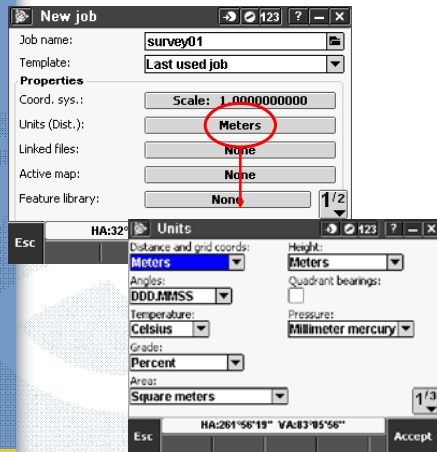 New job 123 ?
Job name: survey01
Template: Last used job
Properties
Coord. sys.: Scale: 1.0000000000
Units (Dist.): Meters
Linked files: None
Active map: None
Feature library: None 1/2
HA:32°
Esc
Units 123 ?
Distance and grid coords: Height:
Meters Meters
Angles: Quadrant bearings:
DDD.MMSS
Temperature: Pressure:
Celsius Millimeter mercury
Grade:
Percent
Area:
Square meters 1/3
HA:261°56'19" VA:83°05'56"
Esc Accept